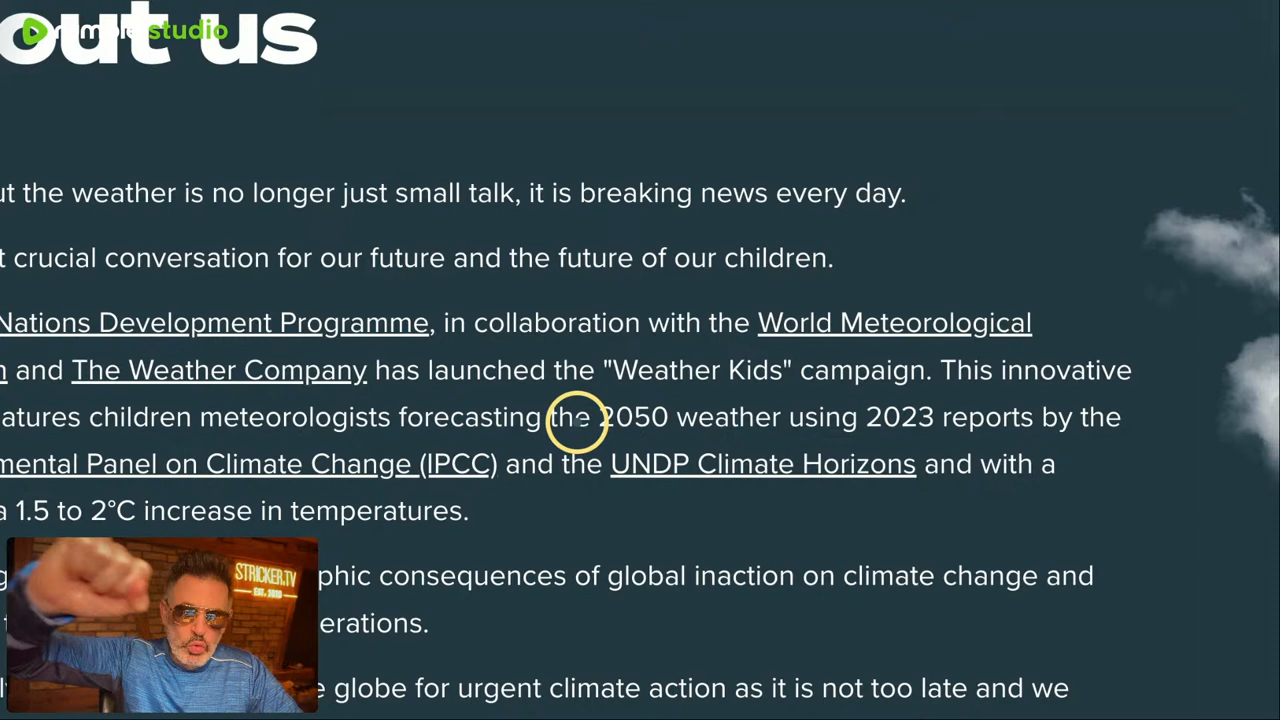 out us
rumble studio
ut the weather is no longer just small talk, it is breaking news every day.
t crucial conversation for our future and the future of our children.
Nations Development Programme, in collaboration with the World Meteorological
n and The Weather Company has launched the "Weather Kids" campaign. This innovative
atures children meteorologists forecasting the 2050 weather using 2023 reports by the
mental Panel on Climate Change (IPCC) and the UNDP Climate Horizons and with a
a 1.5 to 2°C increase in temperatures.
phic consequences of global inaction on climate change and
erations.
e globe for urgent climate action as it is not too late and we
STRICKER.TV
EST. 2020